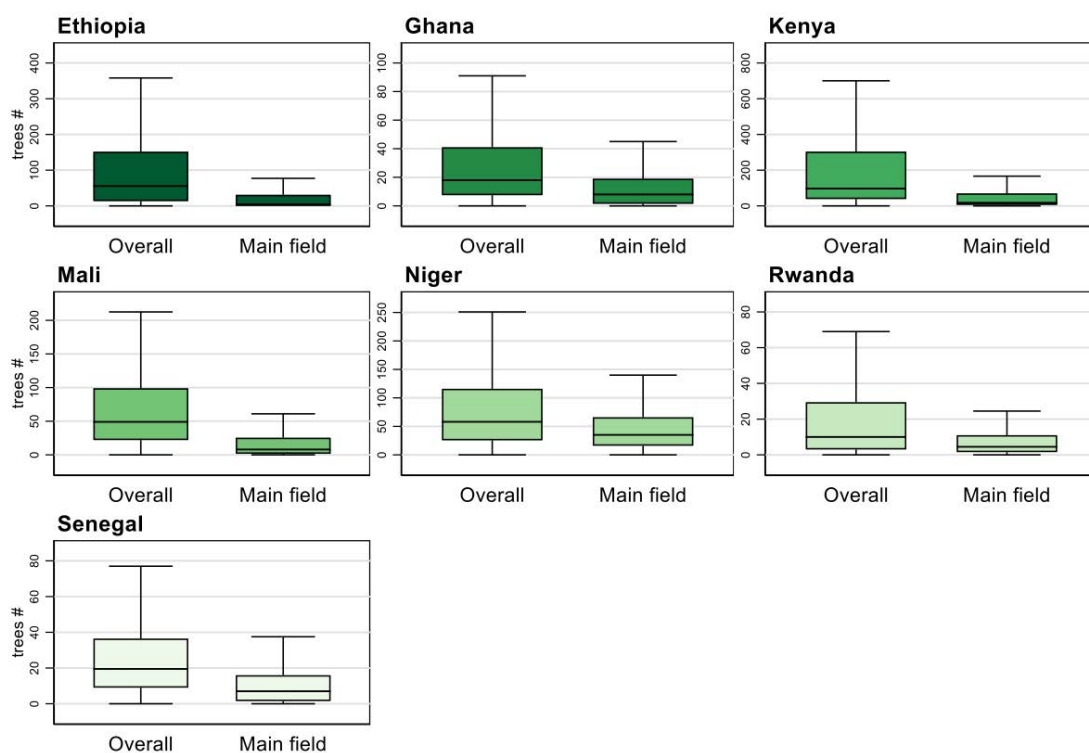 Ethiopia
trees #
400
300
200
100
0
Overall Main field
Ghana
100
80
60
40
20
0
Overall Main field
Kenya
800
600
400
200
0
Overall Main field
Mali
trees #
200
150
100
50
0
Overall Main field
Niger
250
200
150
100
50
0
Overall Main field
Rwanda
80
60
40
20
0
Overall Main field
Senegal
trees #
80
60
40
20
0
Overall Main field